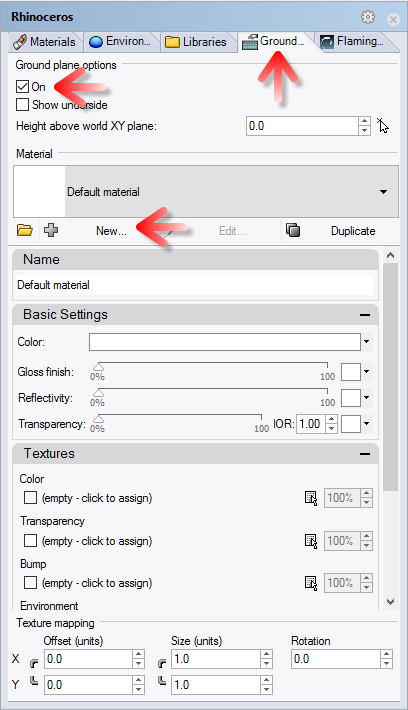 Rhinoceros
Materials Environ... Libraries Ground... Flaming...
Ground plane options
On
Show underside
Height above world XY plane: 0.0
Material
Default material
New... Edit... Duplicate
Name
Default material
Basic Settings
Color:
Gloss finish: 0% 100
Reflectivity: 0% 100
Transparency: 0% 100 IOR: 1.00
Textures
Color
(empty - click to assign) 100%
Transparency
(empty - click to assign) 100%
Bump
(empty - click to assign) 100%
Environment
Texture mapping
Offset (units) Size (units) Rotation
X 0.0 1.0 0.0
Y 0.0 1.0